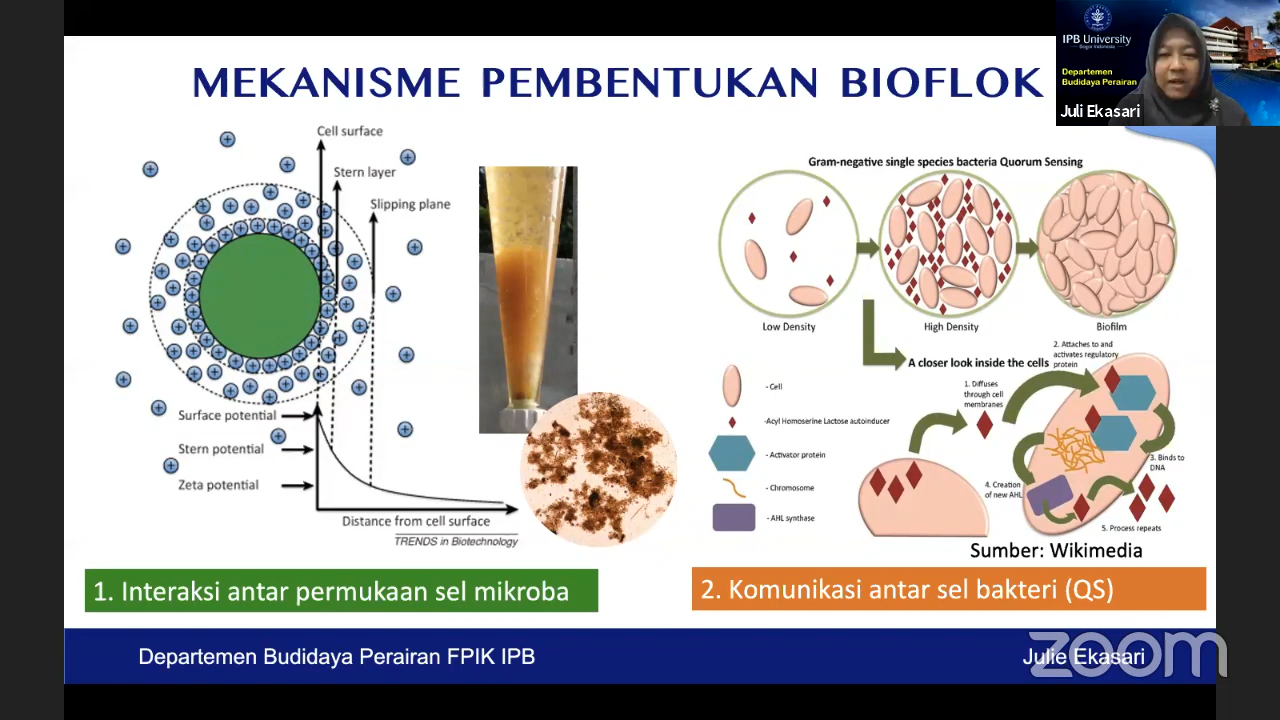 MEKANISME PEMBENTUKAN BIOFLOK
IPB University
Bogor Indonesia
Departemen
Budidaya Perairan
Juli Ekasari
Cell surface
Stern layer
Slipping plane
Surface potential
Stern potential
Zeta potential
Distance from cell surface
TRENDS in Biotechnology
Gram-negative single species bacteria Quorum Sensing
Low Density
High Density
Biofilm
A closer look inside the cells
- Cell
-Acyl Homoserine Lactose autoinducer
- Activator protein
- Chromosome
- AHL synthase
1. Diffuses
through cell
membranes
2. Attaches to and
activates regulatory
protein
3. Binds to
DNA
4. Creation
of new AHL
5. Process repeats
Sumber: Wikimedia
1. Interaksi antar permukaan sel mikroba
2. Komunikasi antar sel bakteri (QS)
Departemen Budidaya Perairan FPIK IPB
Julie Ekasari
zoom